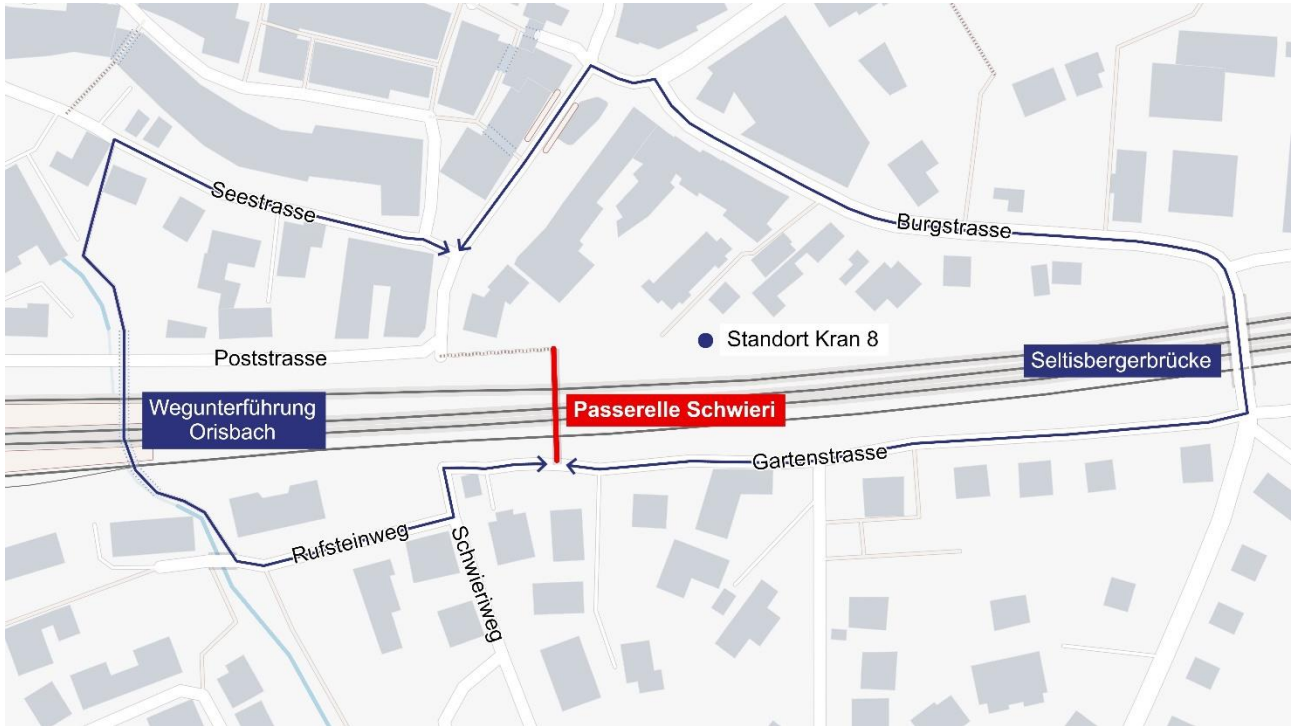 Seestrasse
Burgstrasse
Poststrasse
Standort Kran 8
Seltisbergerbrücke
Wegunterführung
Orisbach
Passerelle Schwieri
Gartenstrasse
Rufsteinweg
Schwieriweg